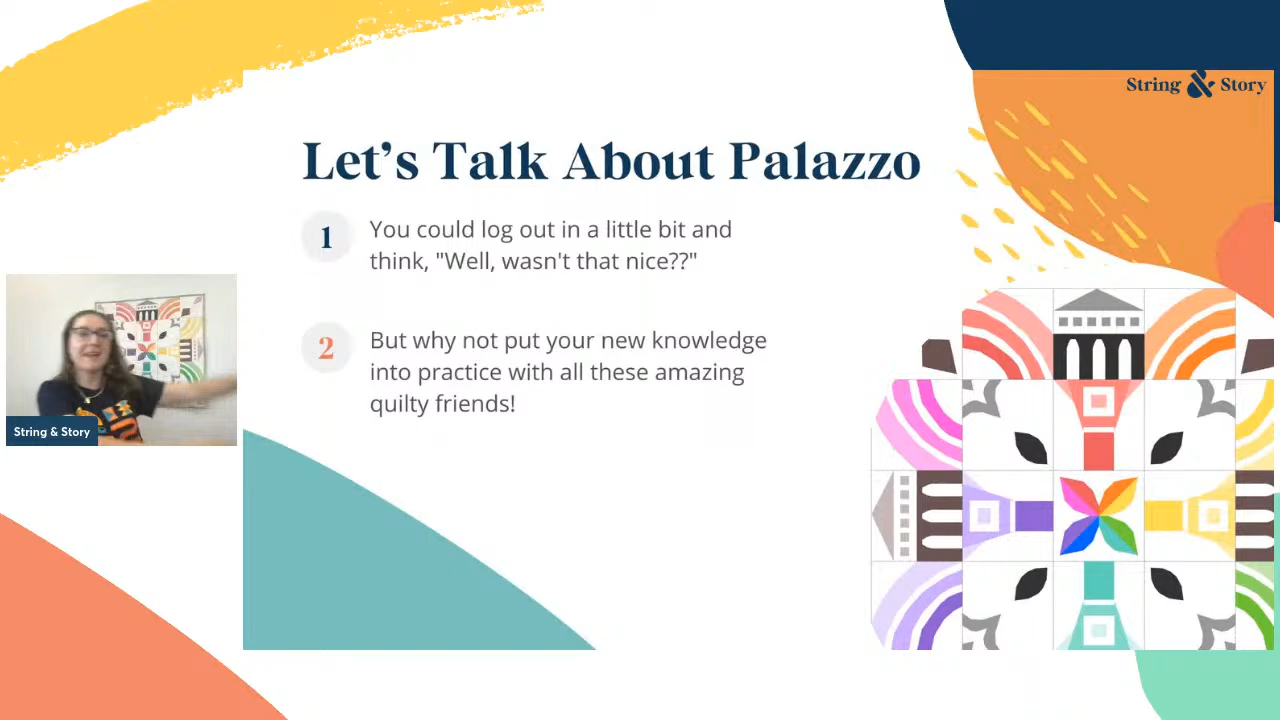 String & Story
Let's Talk About Palazzo
1
You could log out in a little bit and
think, "Well, wasn't that nice??"
2
But why not put your new knowledge
into practice with all these amazing
quilty friends!
String & Story